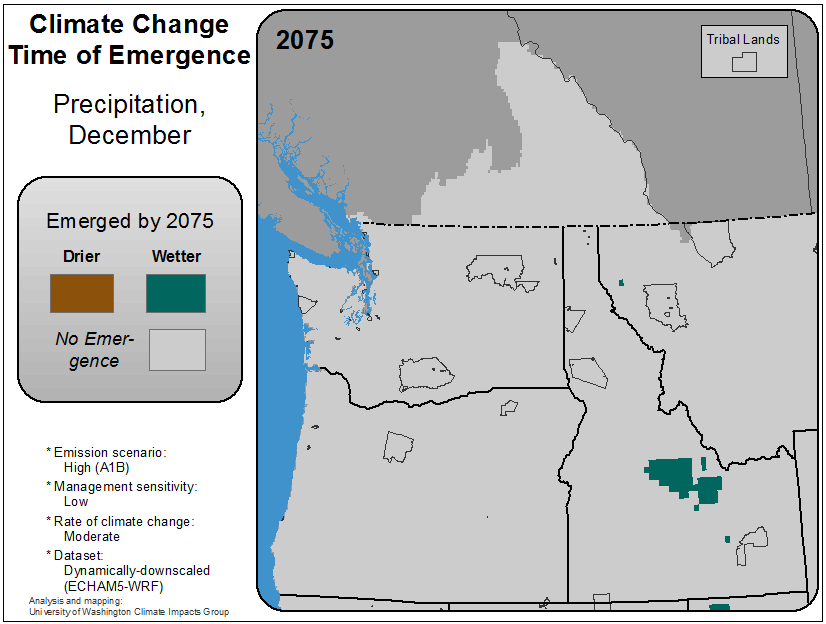 Climate Change
Time of Emergence
Precipitation,
December
Emerged by 2075
Drier
Wetter
No Emer-
gence
* Emission scenario:
High (A1B)
* Management sensitivity:
Low
* Rate of climate change:
Moderate
* Dataset:
Dynamically-downscaled
(ECHAM5-WRF)
Analysis and mapping:
University of Washington Climate Impacts Group
2075
Tribal Lands